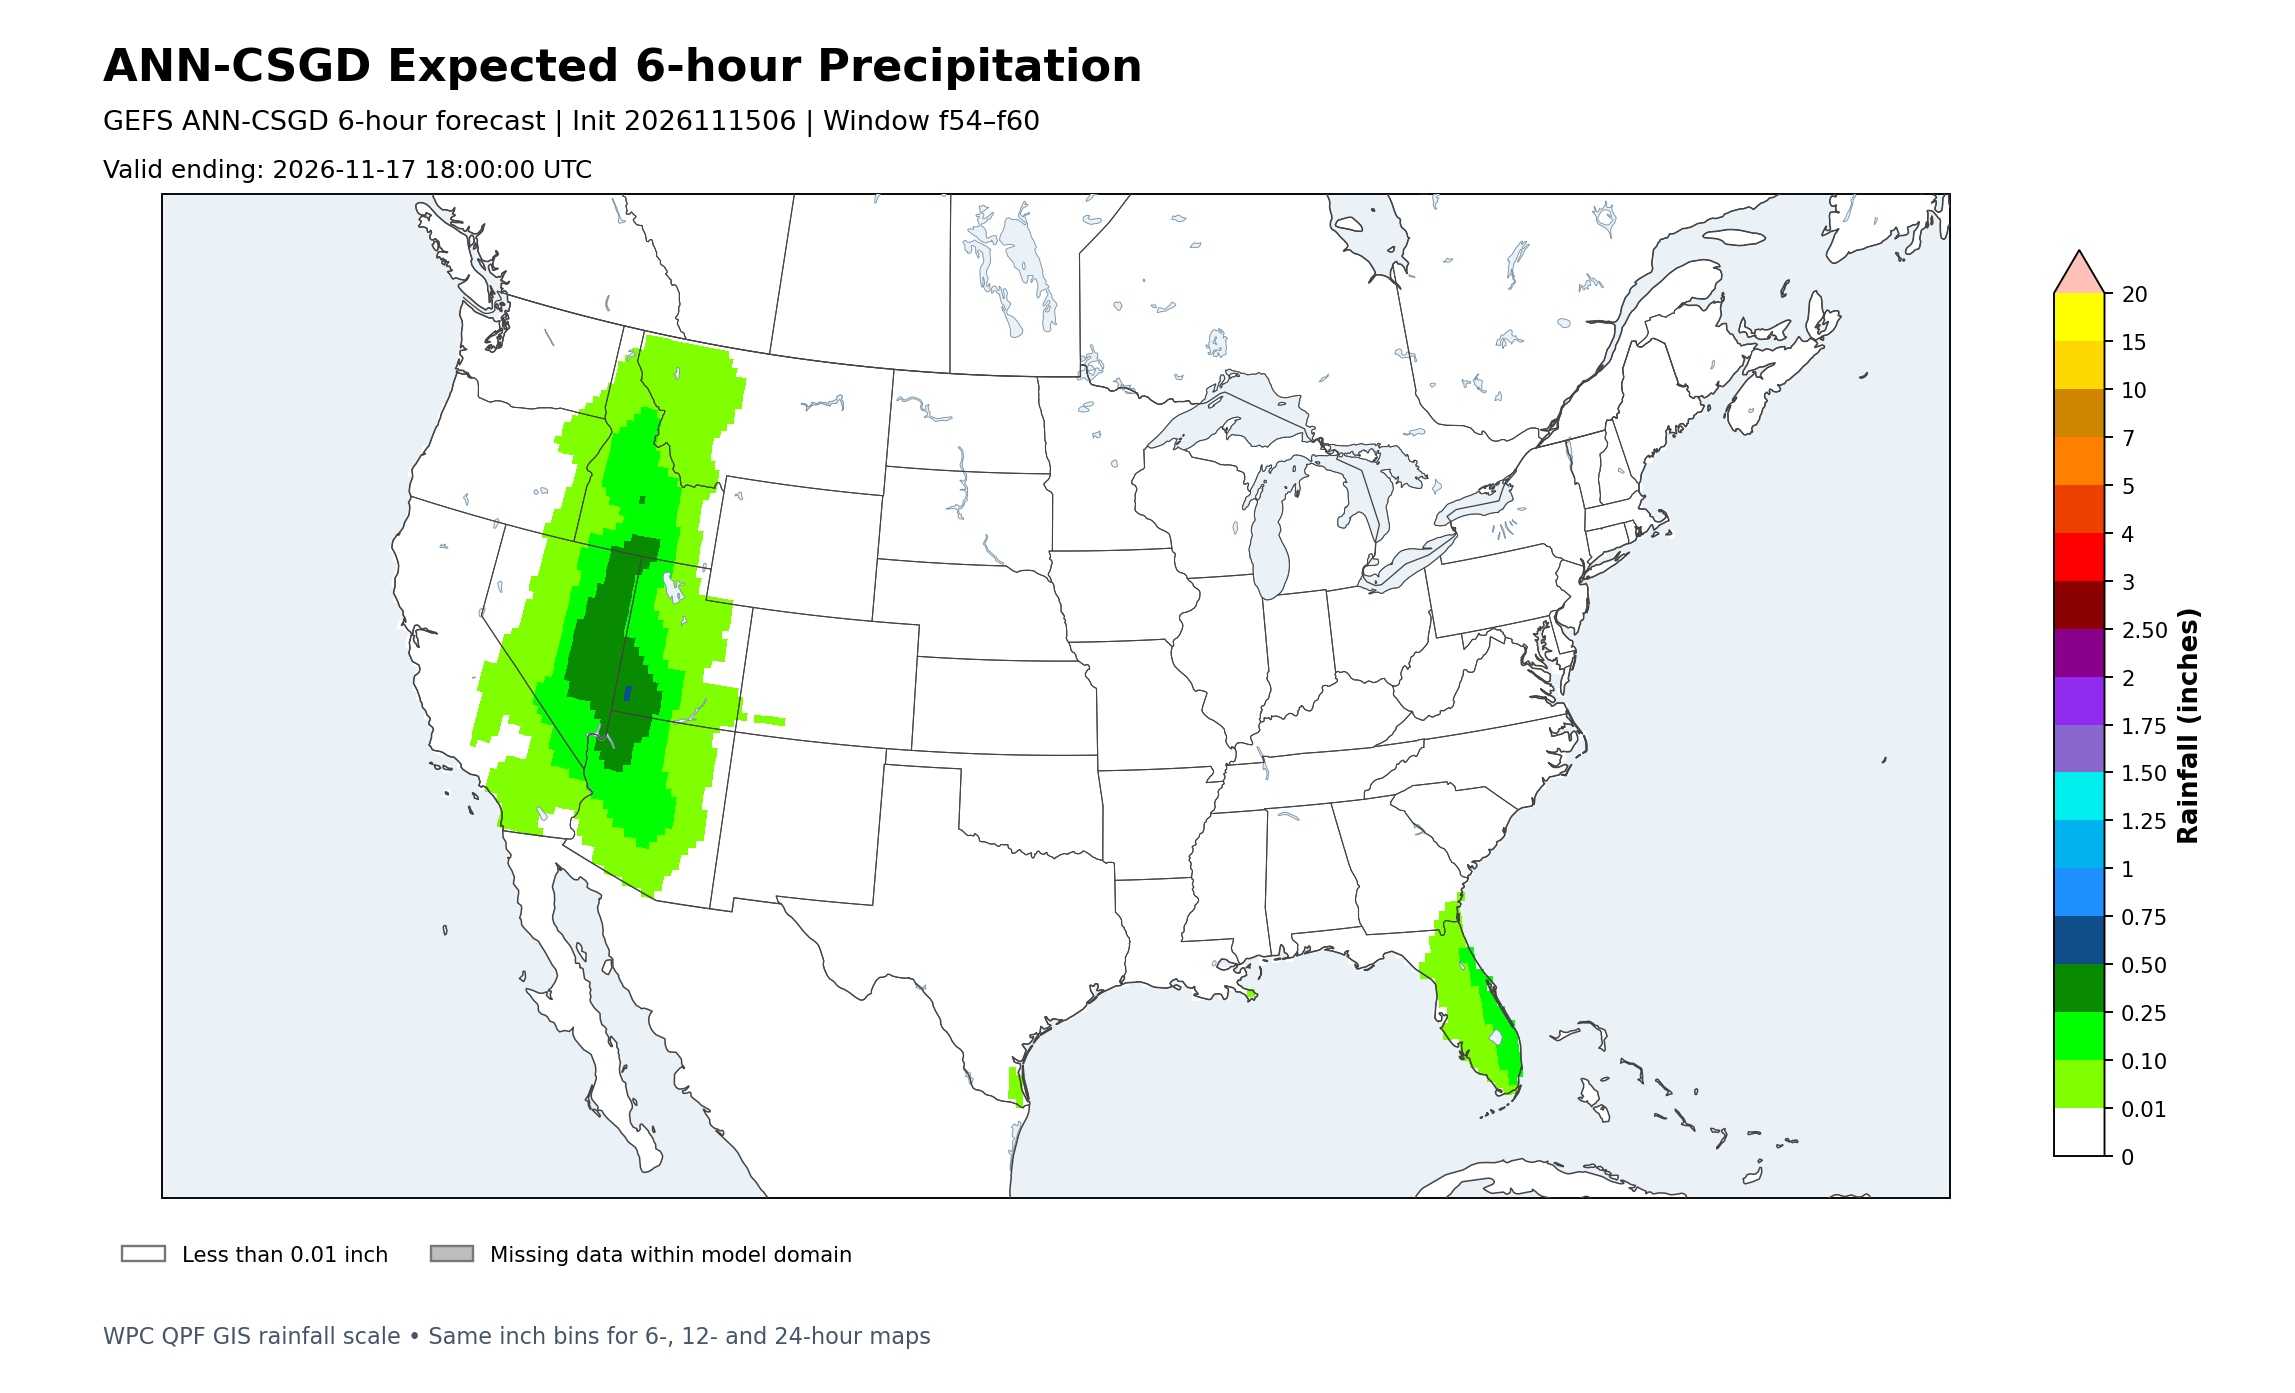 ANN-CSGD Expected 6-hour Precipitation
GEFS ANN-CSGD 6-hour forecast | Init 2026111506 | Window f54–f60
Valid ending: 2026-11-17 18:00:00 UTC
20
15
10
7
5
4
3
2.50
2
1.75
1.50
1.25
1
0.75
0.50
0.25
0.10
0.01
0
Rainfall (inches)
Less than 0.01 inch
Missing data within model domain
WPC QPF GIS rainfall scale • Same inch bins for 6-, 12- and 24-hour maps